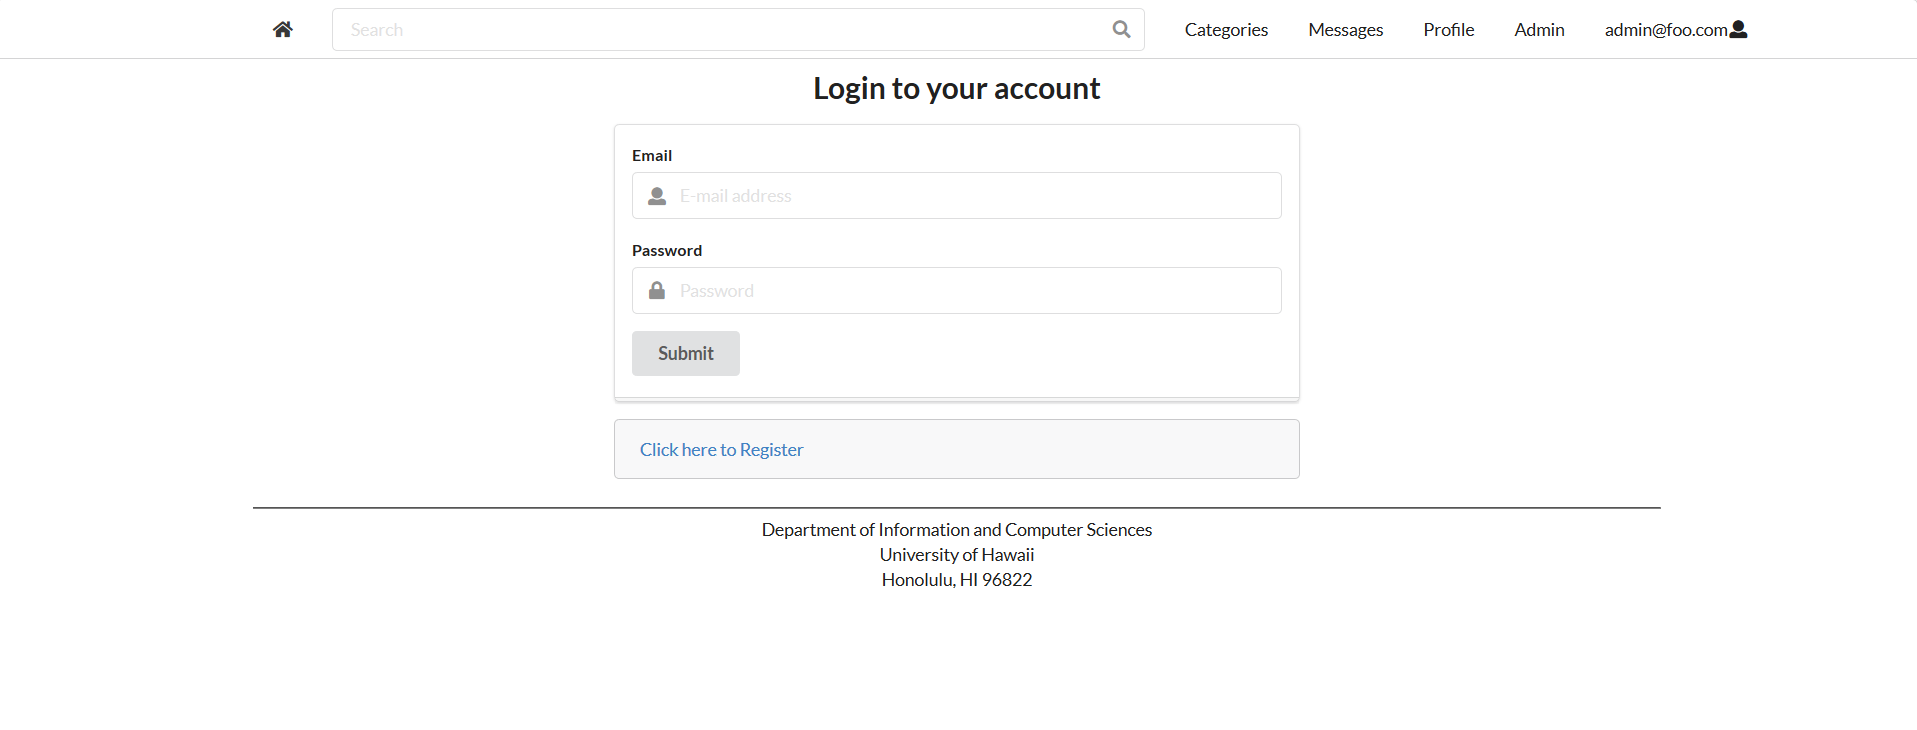 Search Categories Messages Profile Admin admin@foo.com
Login to your account
Email
E-mail address
Password
Password
Submit
Click here to Register
Department of Information and Computer Sciences
University of Hawaii
Honolulu, HI 96822